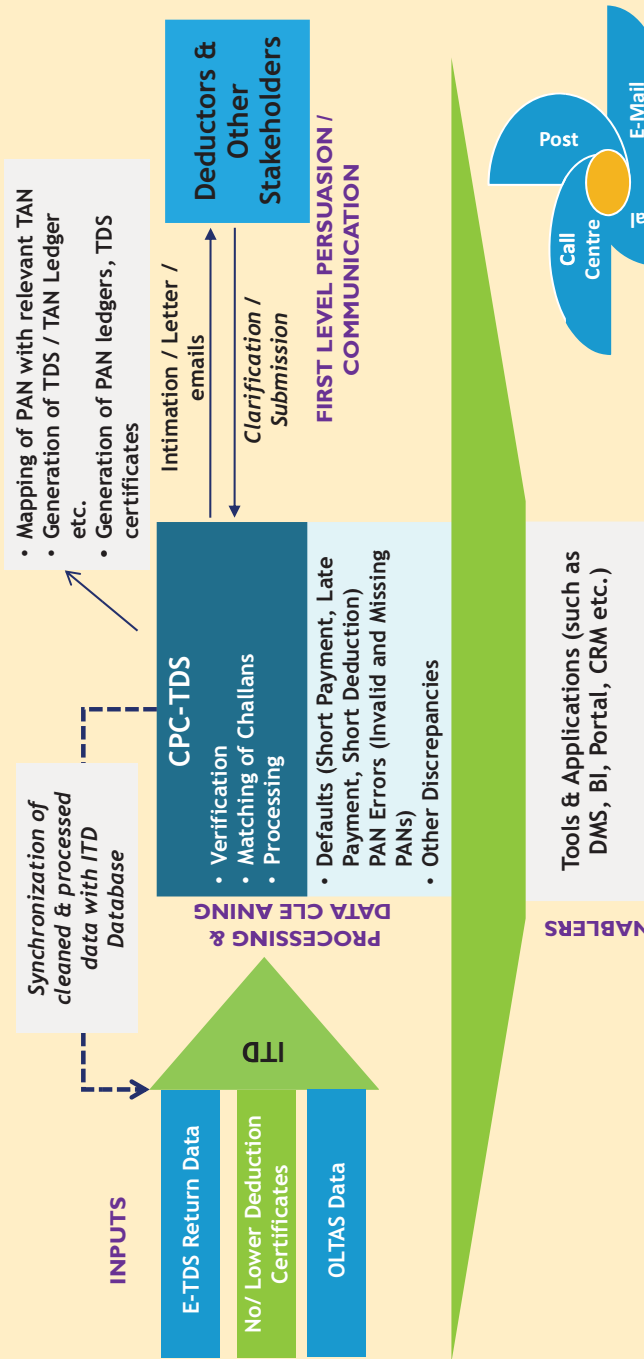 INPUTS
E-TDS Return Data
No/ Lower Deduction
Certificates
OLTAS Data
ITD
Synchronization of
cleaned & processed
data with ITD
Database
PROCESSING &
DATA CLEANING
CPC-TDS
• Verification
• Matching of Challans
• Processing
• Defaults (Short Payment, Late
Payment, Short Deduction)
PAN Errors (Invalid and Missing
PANs)
• Other Discrepancies
• Mapping of PAN with relevant TAN
• Generation of TDS / TAN Ledger
etc.
• Generation of PAN ledgers, TDS
certificates
Intimation / Letter /
emails
Clarification /
Submission
Deductors &
Other
Stakeholders
FIRST LEVEL PERSUASION /
COMMUNICATION
NABLERS
Tools & Applications (such as
DMS, BI, Portal, CRM etc.)
Call
Centre
Post
E-Mail